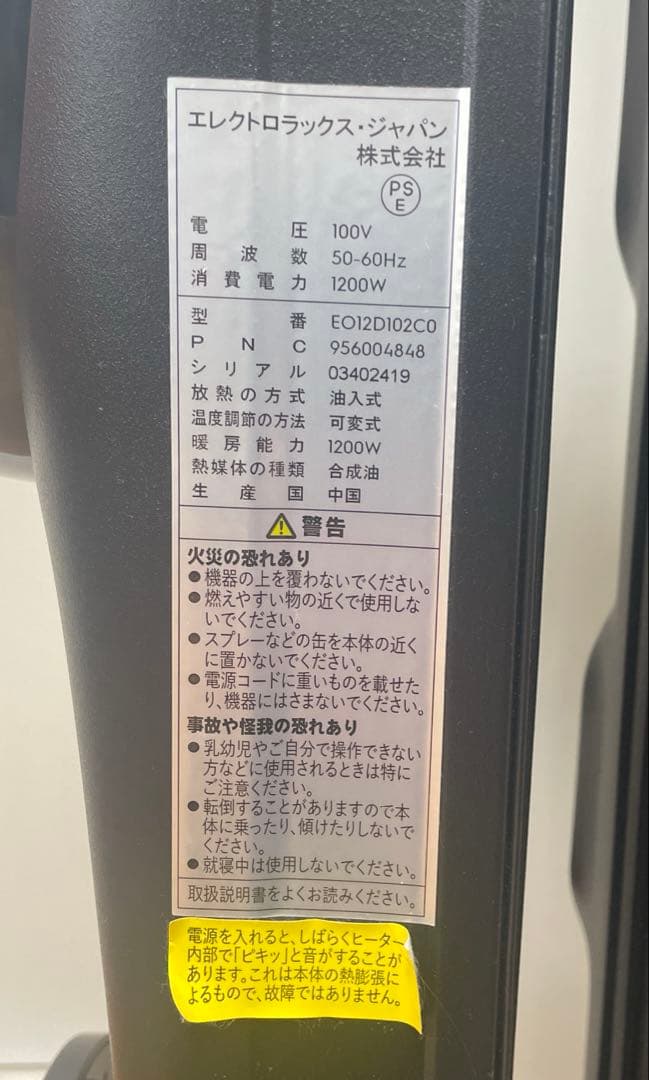 エレクトロラックス・ジャパン
株式会社
PS
E
電圧 100V
周波数 50-60Hz
消費電力 1200W
型番 EO12D102C0
PNC 956004848
シリアル 03402419
放熱の方式 油入式
温度調節の方法 可変式
暖房能力 1200W
熱媒体の種類 合成油
生産国 中国
警告
火災の恐れあり
●機器の上を覆わないでください。
●燃えやすい物の近くで使用しな
いでください。
●スプレーなどの缶を本体の近く
に置かないでください。
●電源コードに重いものを載せた
り、機器にはさまないでください。
事故や怪我の恐れあり
●乳幼児やご自分で操作できない
方などに使用されるときは特に
ご注意ください。
●転倒することがありますので本
体に乗ったり、傾けたりしないで
ください。
●就寝中は使用しないでください。
取扱説明書をよくお読みください。
電源を入れると、しばらくヒーター
内部で「ピキッ」と音がすることが
あります。これは本体の熱膨張に
よるもので、故障ではありません。